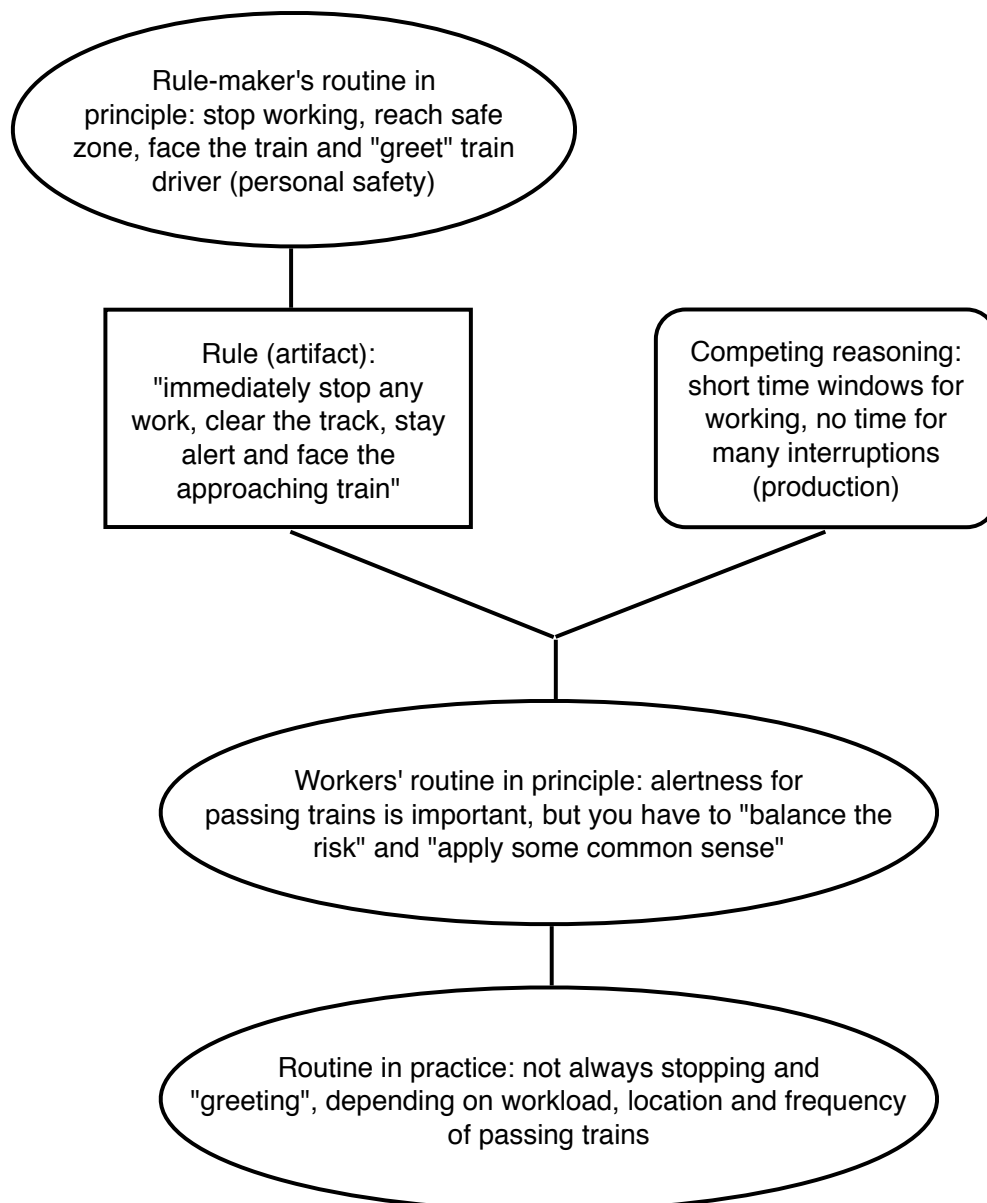 Rule-maker's routine in
principle: stop working, reach safe
zone, face the train and "greet" train
driver (personal safety)
Rule (artifact):
"immediately stop any
work, clear the track, stay
alert and face the
approaching train"
Competing reasoning:
short time windows for
working, no time for
many interruptions
(production)
Workers' routine in principle: alertness for
passing trains is important, but you have to "balance the
risk" and "apply some common sense"
Routine in practice: not always stopping and
"greeting", depending on workload, location and frequency
of passing trains